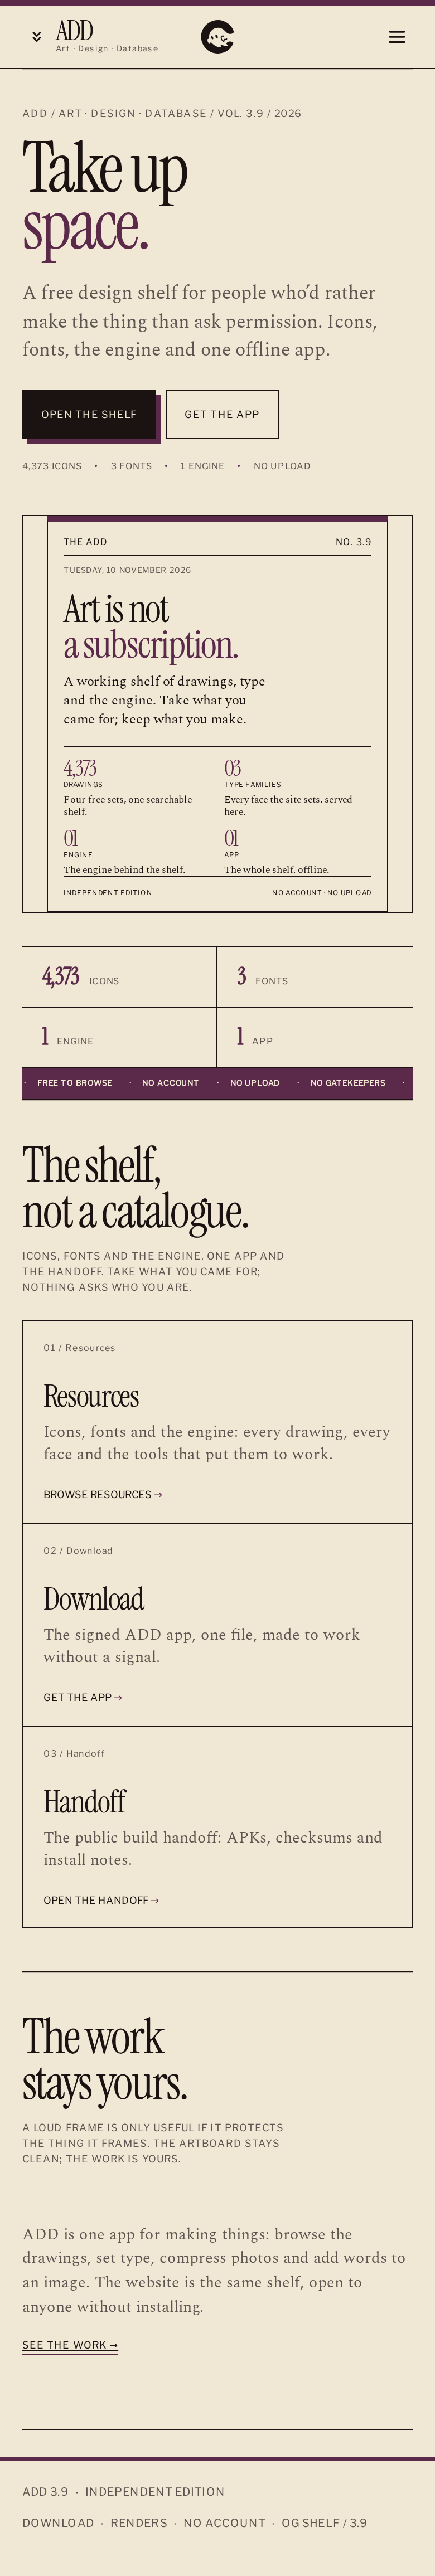 ADD
Art · Design · Database
ADD / ART · DESIGN · DATABASE / VOL. 3.9 / 2026
Take up
space.
A free design shelf for people who’d rather
make the thing than ask permission. Icons,
fonts, the engine and one offline app.
OPEN THE SHELF
GET THE APP
4,373 ICONS • 3 FONTS • 1 ENGINE • NO UPLOAD
THE ADD NO. 3.9
TUESDAY, 10 NOVEMBER 2026
Art is not
a subscription.
A working shelf of drawings, type
and the engine. Take what you
came for; keep what you make.
4,373 03
DRAWINGS TYPE FAMILIES
Four free sets, one searchable Every face the site sets, served
shelf. here.
01 01
ENGINE APP
The engine behind the shelf. The whole shelf, offline.
INDEPENDENT EDITION NO ACCOUNT · NO UPLOAD
4,373 ICONS 3 FONTS
1 ENGINE 1 APP
· FREE TO BROWSE · NO ACCOUNT · NO UPLOAD · NO GATEKEEPERS ·
The shelf,
not a catalogue.
ICONS, FONTS AND THE ENGINE, ONE APP AND
THE HANDOFF. TAKE WHAT YOU CAME FOR;
NOTHING ASKS WHO YOU ARE.
01 / Resources
Resources
Icons, fonts and the engine: every drawing, every
face and the tools that put them to work.
BROWSE RESOURCES →
02 / Download
Download
The signed ADD app, one file, made to work
without a signal.
GET THE APP →
03 / Handoff
Handoff
The public build handoff: APKs, checksums and
install notes.
OPEN THE HANDOFF →
The work
stays yours.
A LOUD FRAME IS ONLY USEFUL IF IT PROTECTS
THE THING IT FRAMES. THE ARTBOARD STAYS
CLEAN; THE WORK IS YOURS.
ADD is one app for making things: browse the
drawings, set type, compress photos and add words to
an image. The website is the same shelf, open to
anyone without installing.
SEE THE WORK →
ADD 3.9 · INDEPENDENT EDITION
DOWNLOAD · RENDERS · NO ACCOUNT · OG SHELF / 3.9